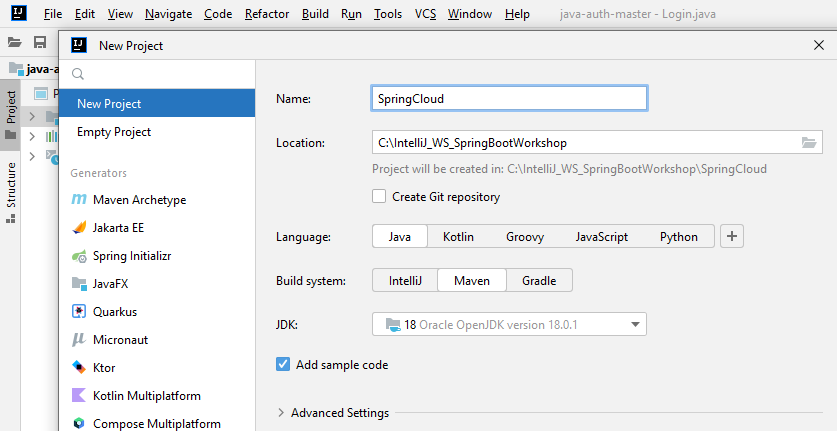 File Edit View Navigate Code Refactor Build Run Tools VCS Window Help java-auth-master - Login.java
New Project
java-a
Project
Structure
P
New Project
Empty Project
Generators
Maven Archetype
Jakarta EE
Spring Initializr
JavaFX
Quarkus
Micronaut
Ktor
Kotlin Multiplatform
Compose Multiplatform
Name: SpringCloud
Location: C:\IntelliJ_WS_SpringBootWorkshop
Project will be created in: C:\IntelliJ_WS_SpringBootWorkshop\SpringCloud
Create Git repository
Language: Java Kotlin Groovy JavaScript Python +
Build system: IntelliJ Maven Gradle
JDK: 18 Oracle OpenJDK version 18.0.1
Add sample code
Advanced Settings